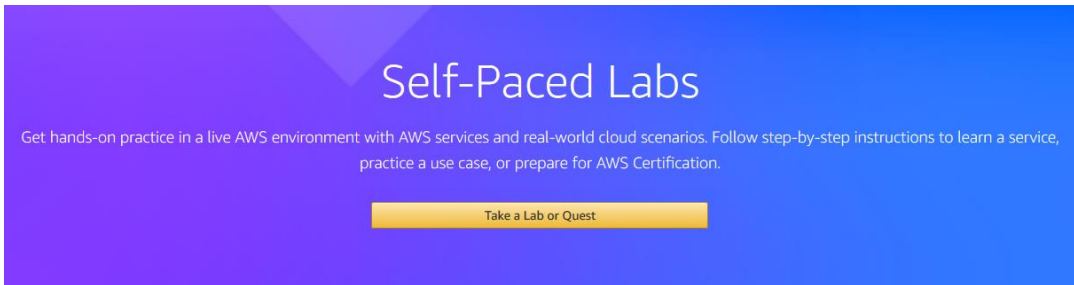 Self-Paced Labs
Get hands-on practice in a live AWS environment with AWS services and real-world cloud scenarios. Follow step-by-step instructions to learn a service,
practice a use case, or prepare for AWS Certification.
Take a Lab or Quest